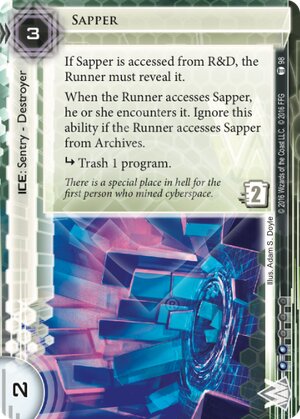 3
SAPPER
ICE: Sentry - Destroyer
If Sapper is accessed from R&D, the
Runner must reveal it.
When the Runner accesses Sapper,
he or she encounters it. Ignore this
ability if the Runner accesses Sapper
from Archives.
↳ Trash 1 program.
There is a special place in hell for the
first person who mined cyberspace.
2
98
© 2016 Wizards of the Coast LLC. © 2016 FFG
Illus. Adam S. Doyle
2